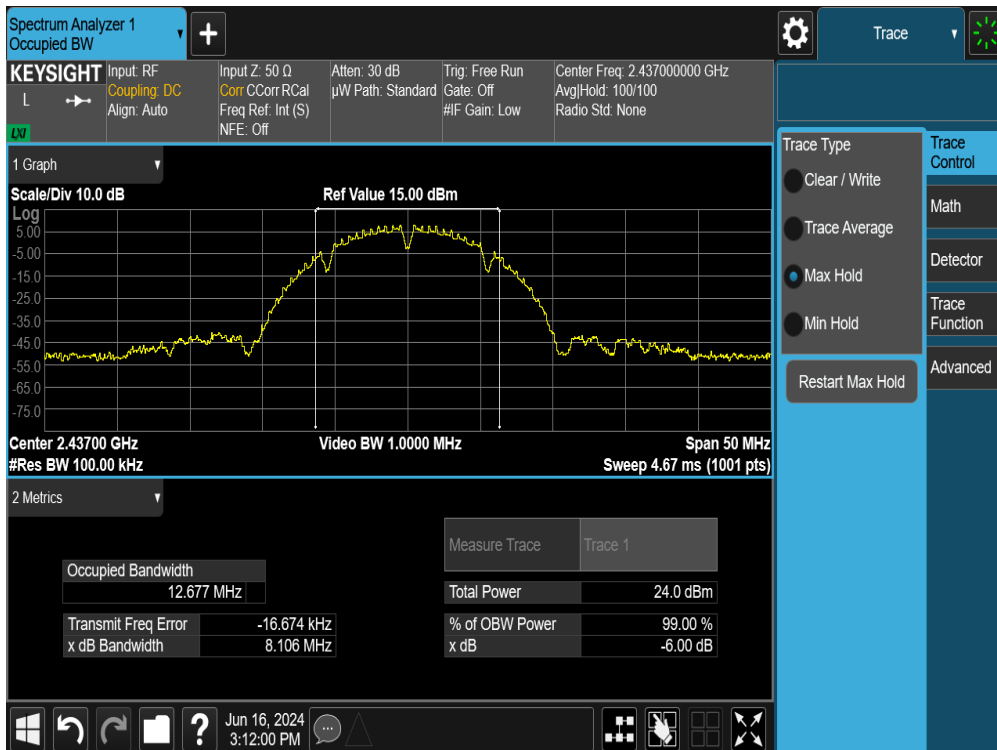 Spectrum Analyzer 1
Occupied BW
+
Trace
KEYSIGHT
L
LXI
Input: RF
Coupling: DC
Align: Auto
Input Z: 50 Ω
Corr CCorr RCal
Freq Ref: Int (S)
NFE: Off
Atten: 30 dB
µW Path: Standard
Trig: Free Run
Gate: Off
#IF Gain: Low
Center Freq: 2.437000000 GHz
Avg|Hold: 100/100
Radio Std: None
1 Graph
Scale/Div 10.0 dB
Ref Value 15.00 dBm
Log
5.00
-5.00
-15.0
-25.0
-35.0
-45.0
-55.0
-65.0
-75.0
Center 2.43700 GHz
Video BW 1.0000 MHz
Span 50 MHz
#Res BW 100.00 kHz
Sweep 4.67 ms (1001 pts)
2 Metrics
Measure Trace
Trace 1
Occupied Bandwidth
12.677 MHz
Total Power
24.0 dBm
Transmit Freq Error
-16.674 kHz
% of OBW Power
99.00 %
x dB Bandwidth
8.106 MHz
x dB
-6.00 dB
Trace Type
Clear / Write
Trace Average
Max Hold
Min Hold
Restart Max Hold
Trace
Control
Math
Detector
Trace
Function
Advanced
?
Jun 16, 2024
3:12:00 PM